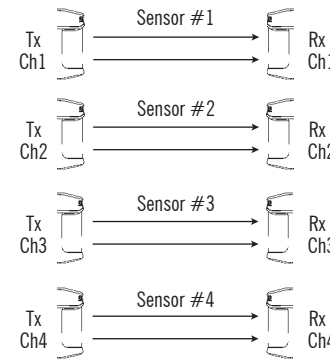 Sensor #1
Tx Rx
Ch1 Ch1
Sensor #2
Tx Rx
Ch2 Ch2
Sensor #3
Tx Rx
Ch3 Ch3
Sensor #4
Tx Rx
Ch4 Ch4